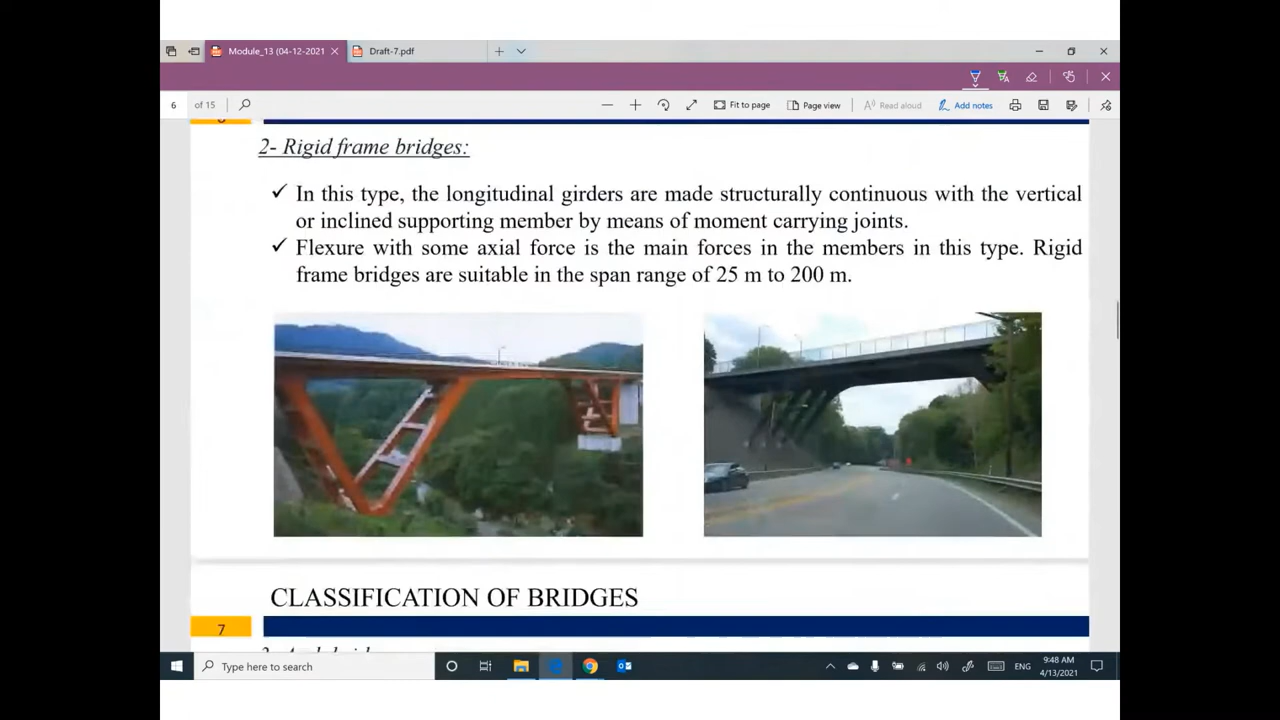 Module_13 (04-12-2021
Draft-7.pdf
6 of 15
Fit to page
Page view
Read aloud
Add notes
2- Rigid frame bridges:
✓ In this type, the longitudinal girders are made structurally continuous with the vertical
or inclined supporting member by means of moment carrying joints.
✓ Flexure with some axial force is the main forces in the members in this type. Rigid
frame bridges are suitable in the span range of 25 m to 200 m.
CLASSIFICATION OF BRIDGES
7
Type here to search
ENG
9:48 AM
4/13/2021